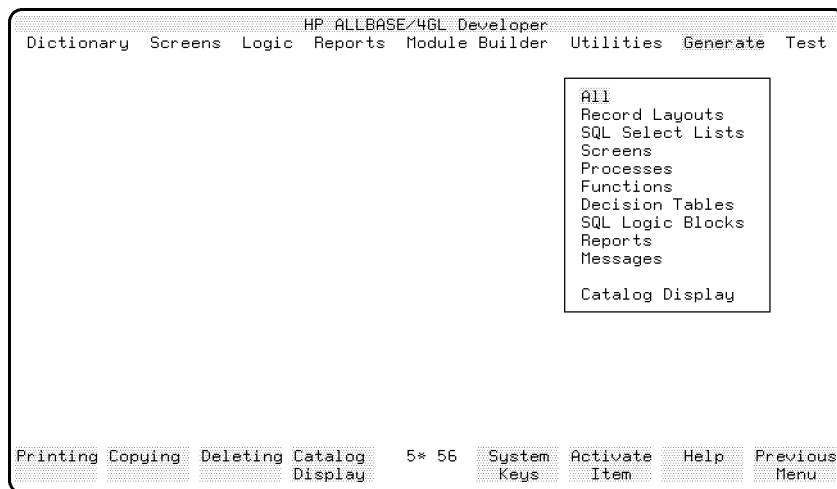 HP ALLBASE/4GL Developer
Dictionary Screens Logic Reports Module Builder Utilities Generate Test
All
Record Layouts
SQL Select Lists
Screens
Processes
Functions
Decision Tables
SQL Logic Blocks
Reports
Messages
Catalog Display
Printing Copying Deleting Catalog 5* 56 System Activate Help Previous
Display Keys Item Menu